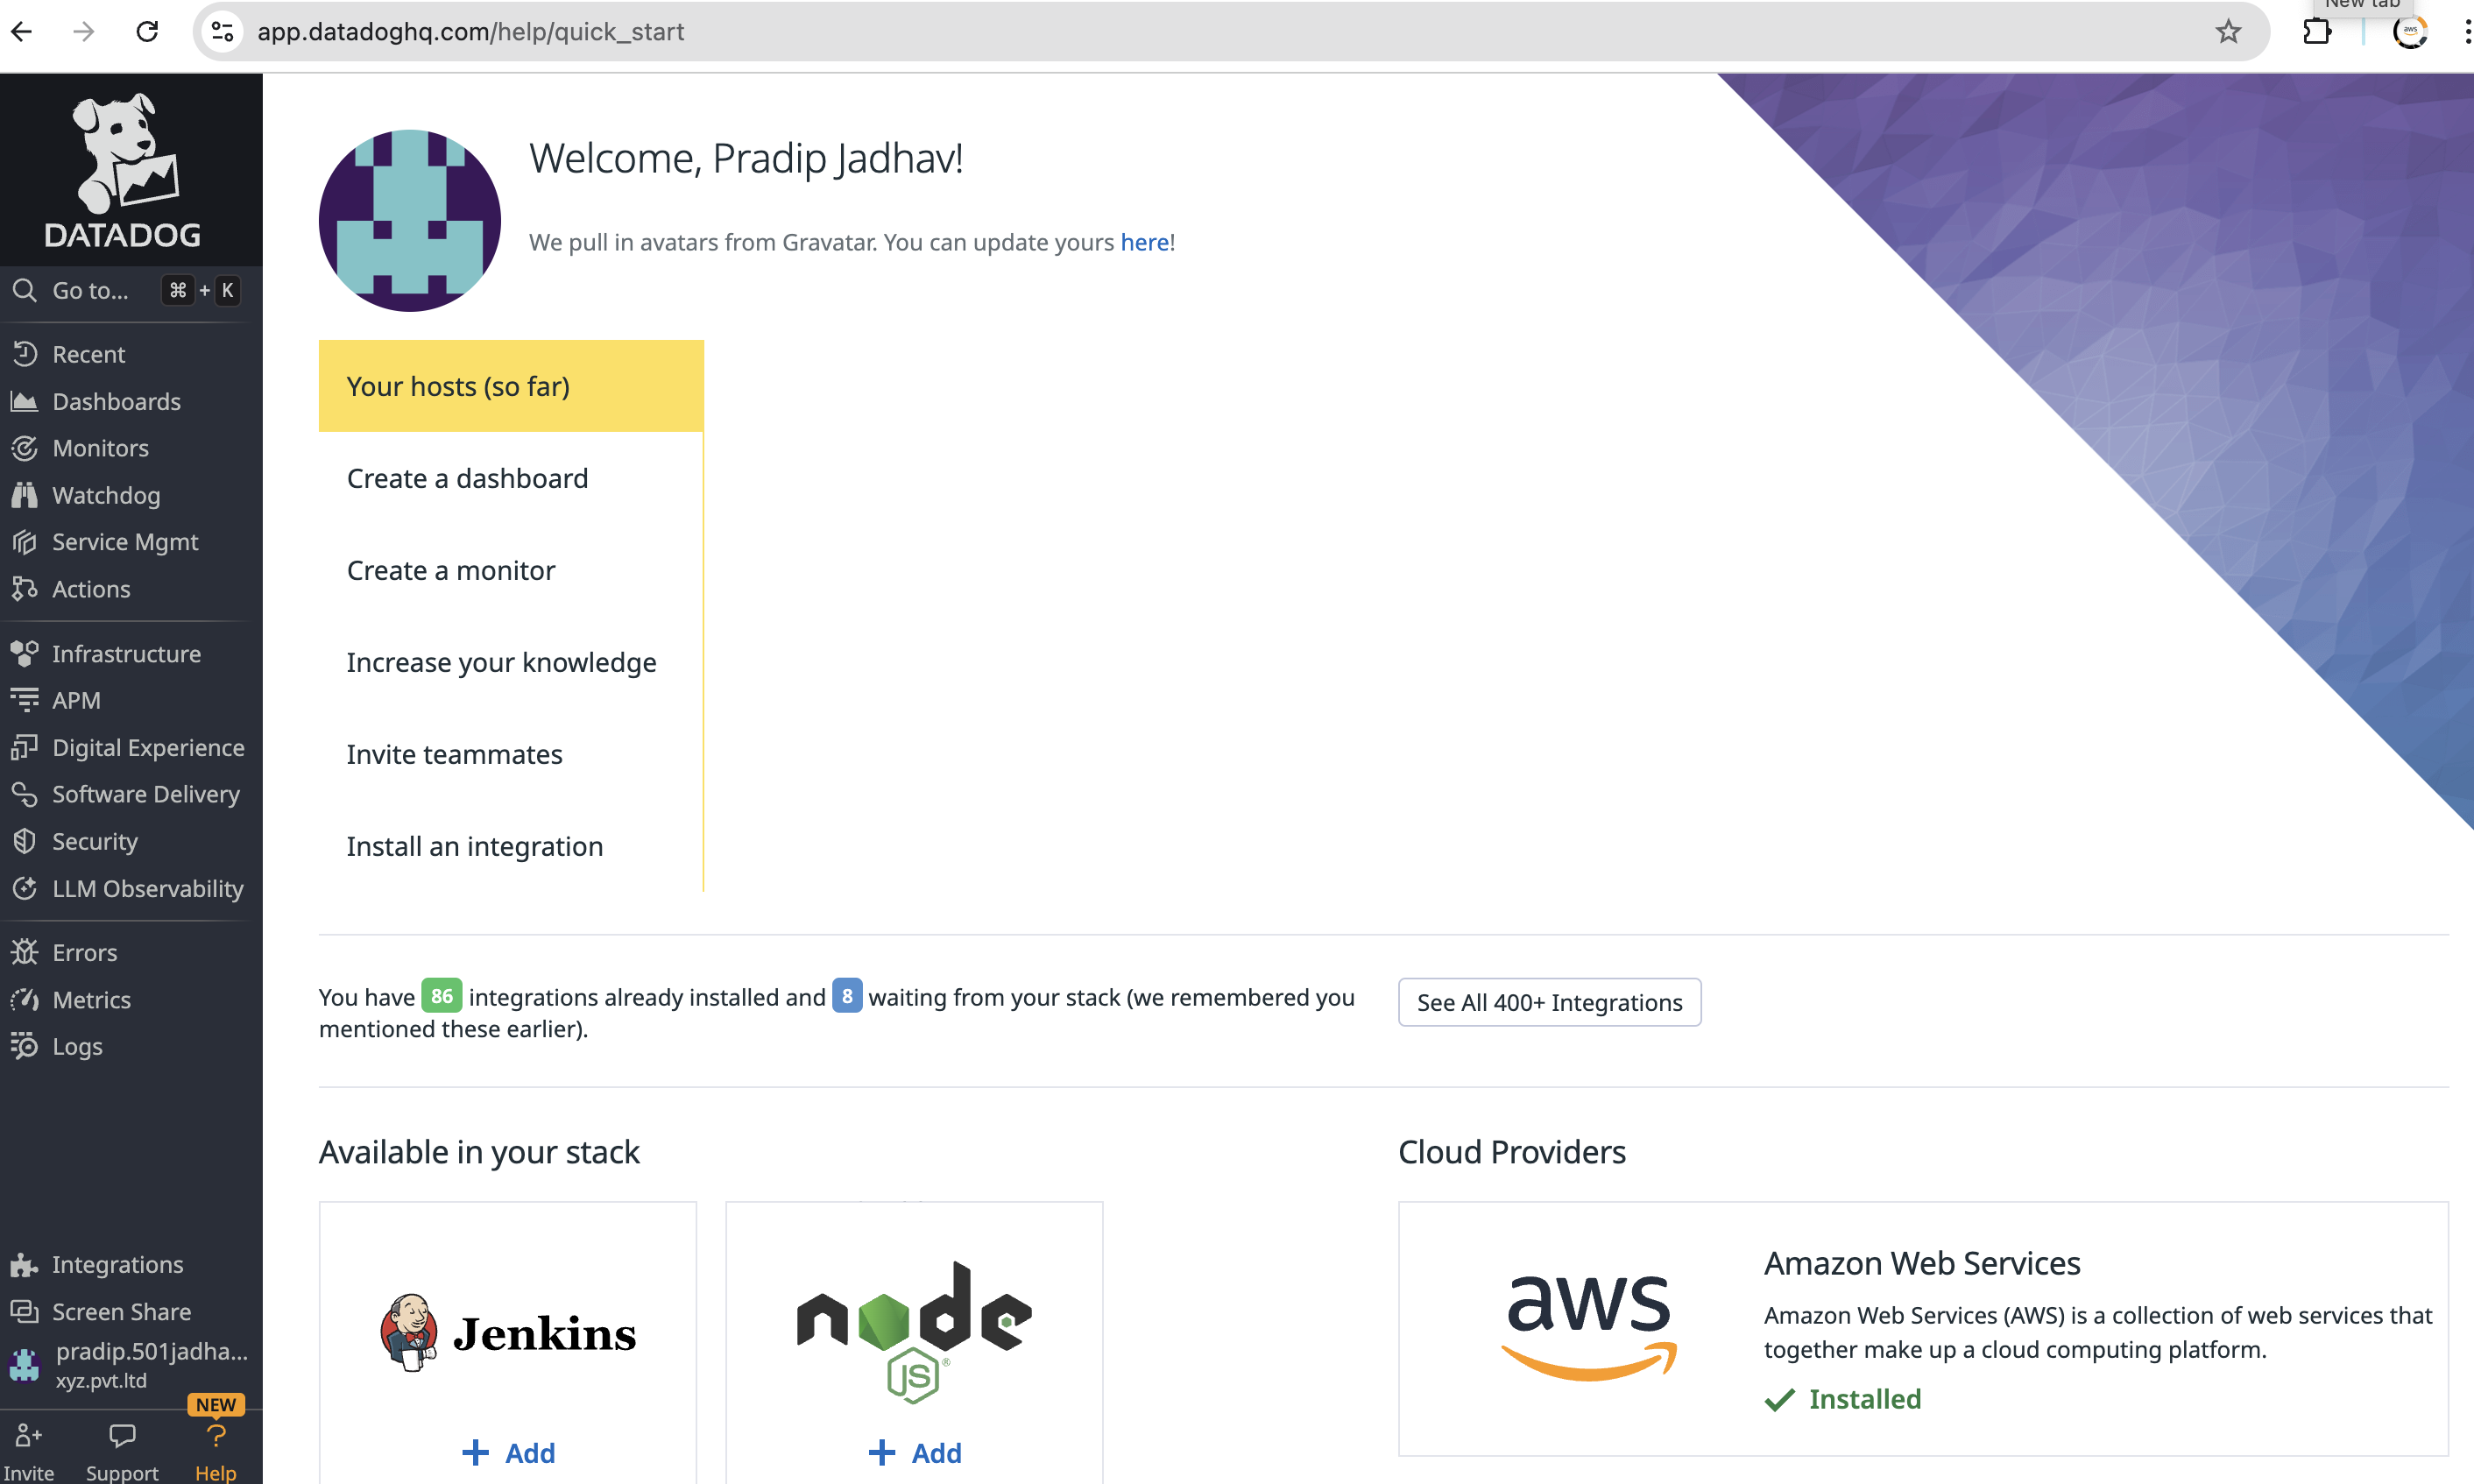 New tab
app.datadoghq.com/help/quick_start
aws
DATADOG
Go to... ⌘ + K
Recent
Dashboards
Monitors
Watchdog
Service Mgmt
Actions
Infrastructure
APM
Digital Experience
Software Delivery
Security
LLM Observability
Errors
Metrics
Logs
Integrations
Screen Share
pradip.501jadha...
xyz.pvt.ltd
NEW
Invite Support Help
Welcome, Pradip Jadhav!
We pull in avatars from Gravatar. You can update yours here!
Your hosts (so far)
Create a dashboard
Create a monitor
Increase your knowledge
Invite teammates
Install an integration
You have 86 integrations already installed and 8 waiting from your stack (we remembered you
mentioned these earlier).
See All 400+ Integrations
Available in your stack
Jenkins
+ Add
node
JS®
+ Add
Cloud Providers
aws
Amazon Web Services
Amazon Web Services (AWS) is a collection of web services that
together make up a cloud computing platform.
Installed